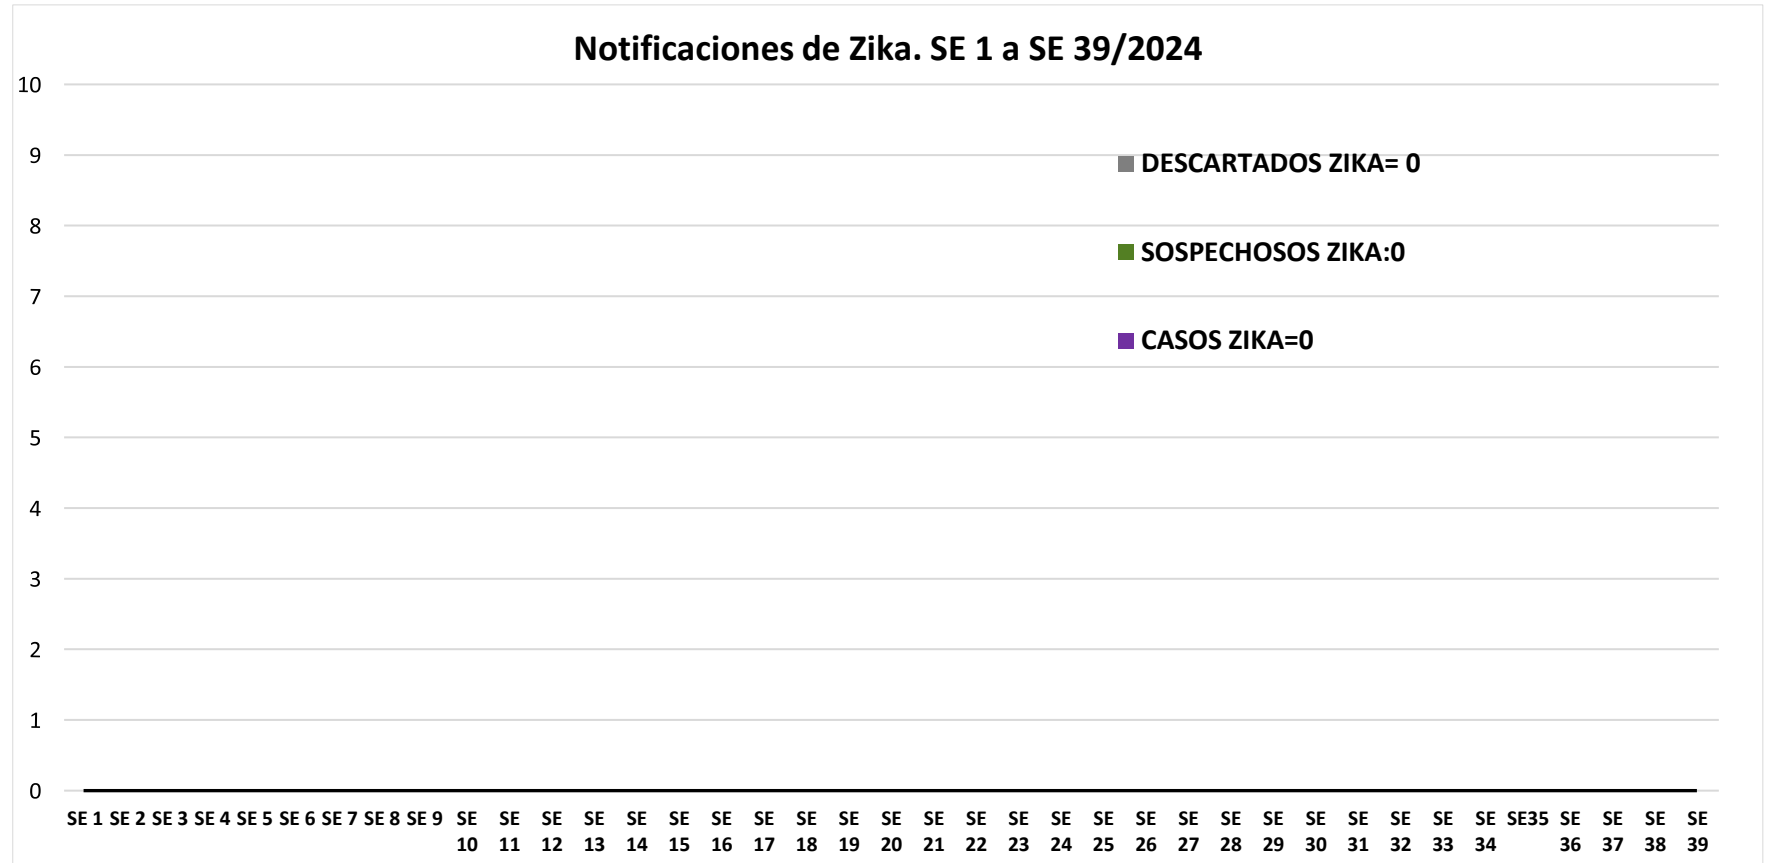 Notificaciones de Zika. SE 1 a SE 39/2024
10
9
8
7
6
5
4
3
2
1
0
DESCARTADOS ZIKA= 0
SOSPECHOSOS ZIKA:0
CASOS ZIKA=0
SE 1 SE 2 SE 3 SE 4 SE 5 SE 6 SE 7 SE 8 SE 9 SE SE SE SE SE SE SE SE SE SE SE SE SE SE SE SE SE SE SE SE SE SE SE SE SE SE35 SE SE SE SE
10 11 12 13 14 15 16 17 18 19 20 21 22 23 24 25 26 27 28 29 30 31 32 33 34 36 37 38 39